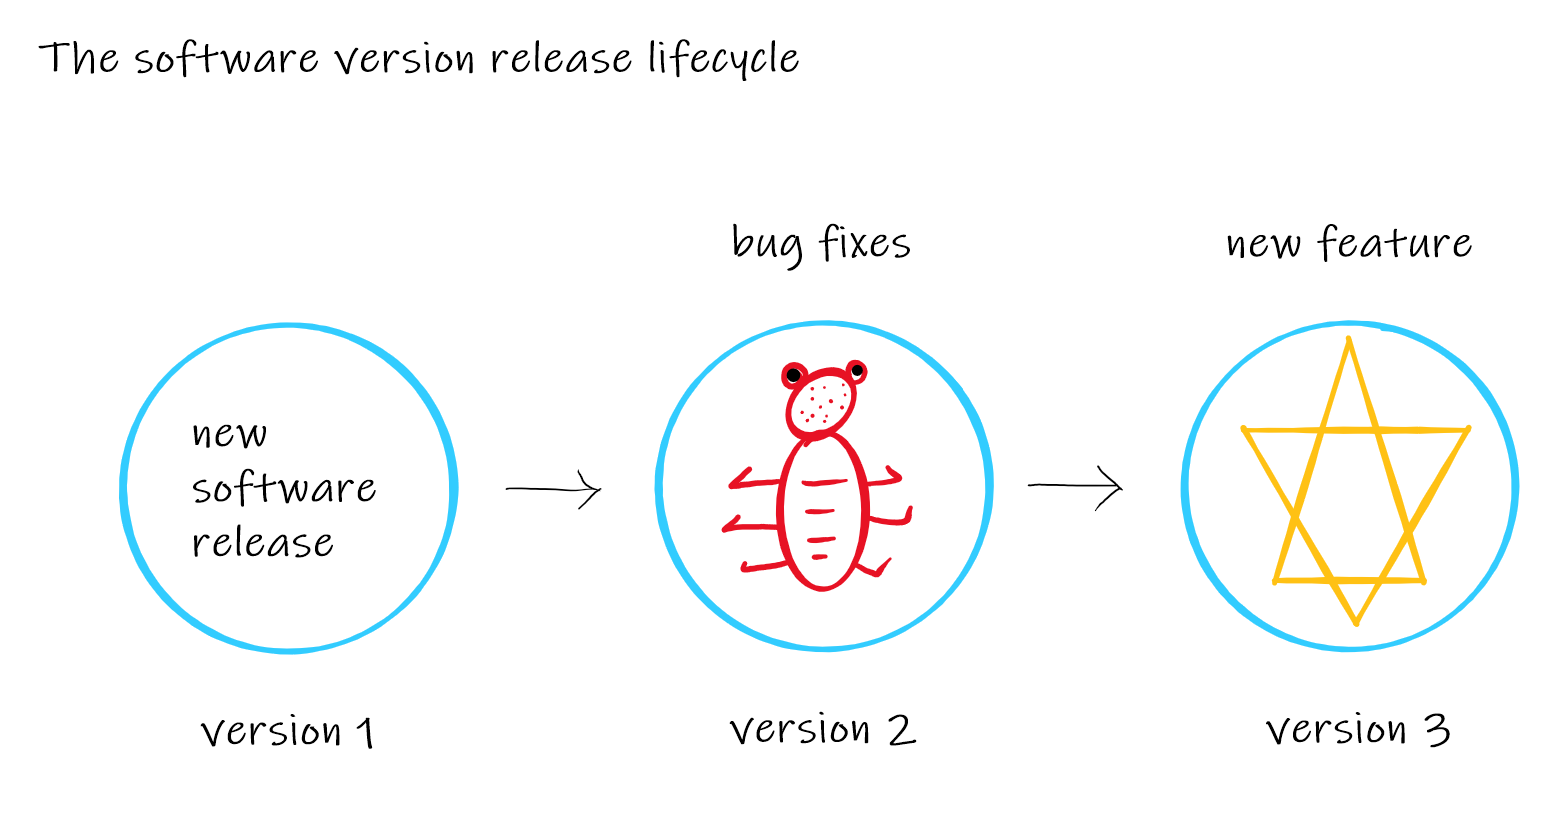 The software version release lifecycle
bug fixes
new feature
new
software
release
version 1
version 2
version 3